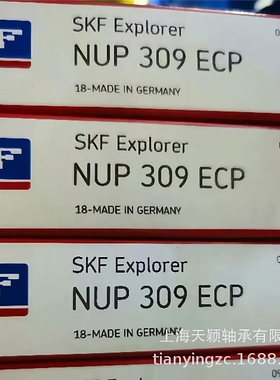 SKF Explorer
NUP 309 ECP
18-MADE IN GERMANY
F
SKF Explorer
NUP 309 ECP
18-MADE IN GERMANY
F
SKF Explorer
NUP 309 ECP
18-MADE IN GERMANY
上海天颖轴承有限
tianyingzc.1688.